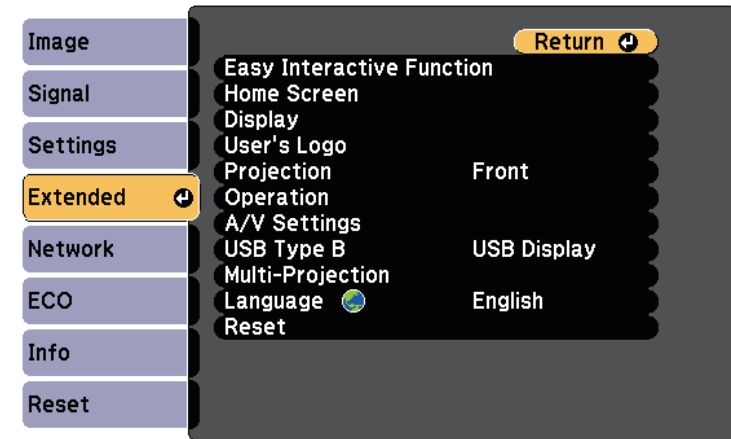 Image
Signal
Settings
Extended
Network
ECO
Info
Reset
Return
Easy Interactive Function
Home Screen
Display
User's Logo
Projection Front
Operation
A/V Settings
USB Type B USB Display
Multi-Projection
Language English
Reset